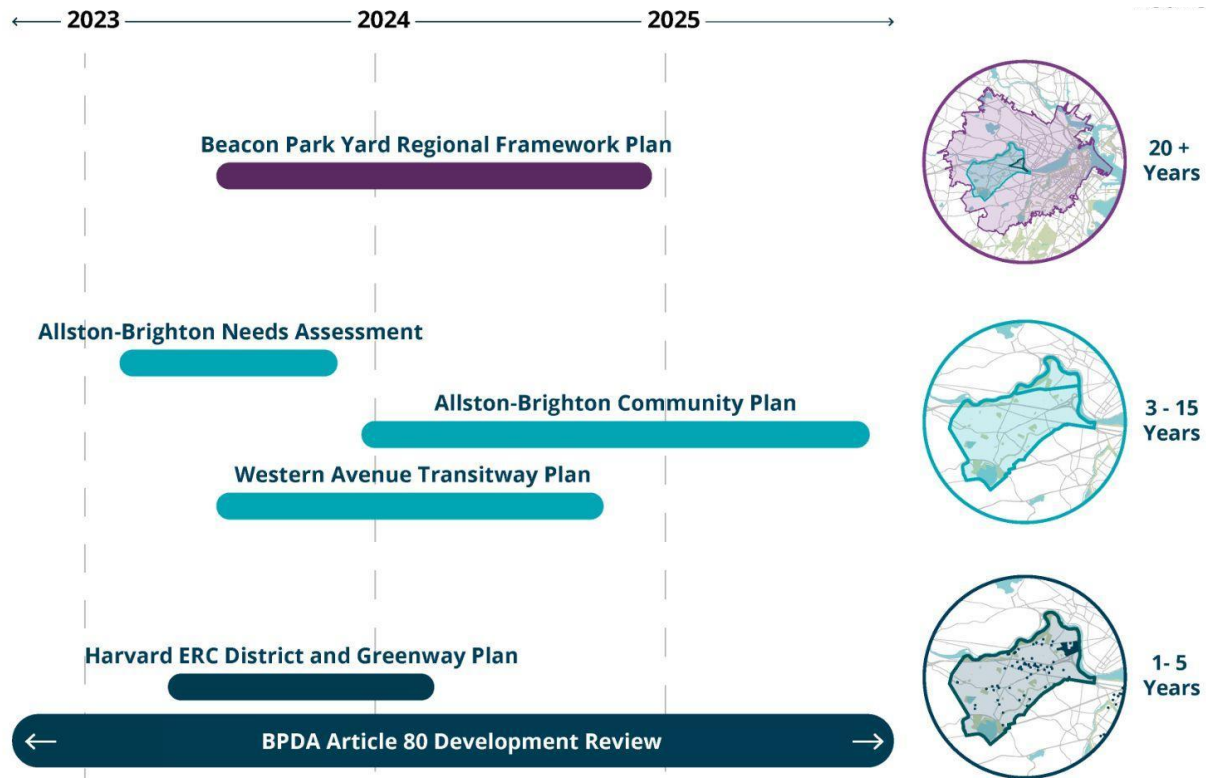 2023 2024 2025
Beacon Park Yard Regional Framework Plan
20 +
Years
Allston-Brighton Needs Assessment
Allston-Brighton Community Plan
Western Avenue Transitway Plan
3 - 15
Years
Harvard ERC District and Greenway Plan
BPDA Article 80 Development Review
1- 5
Years